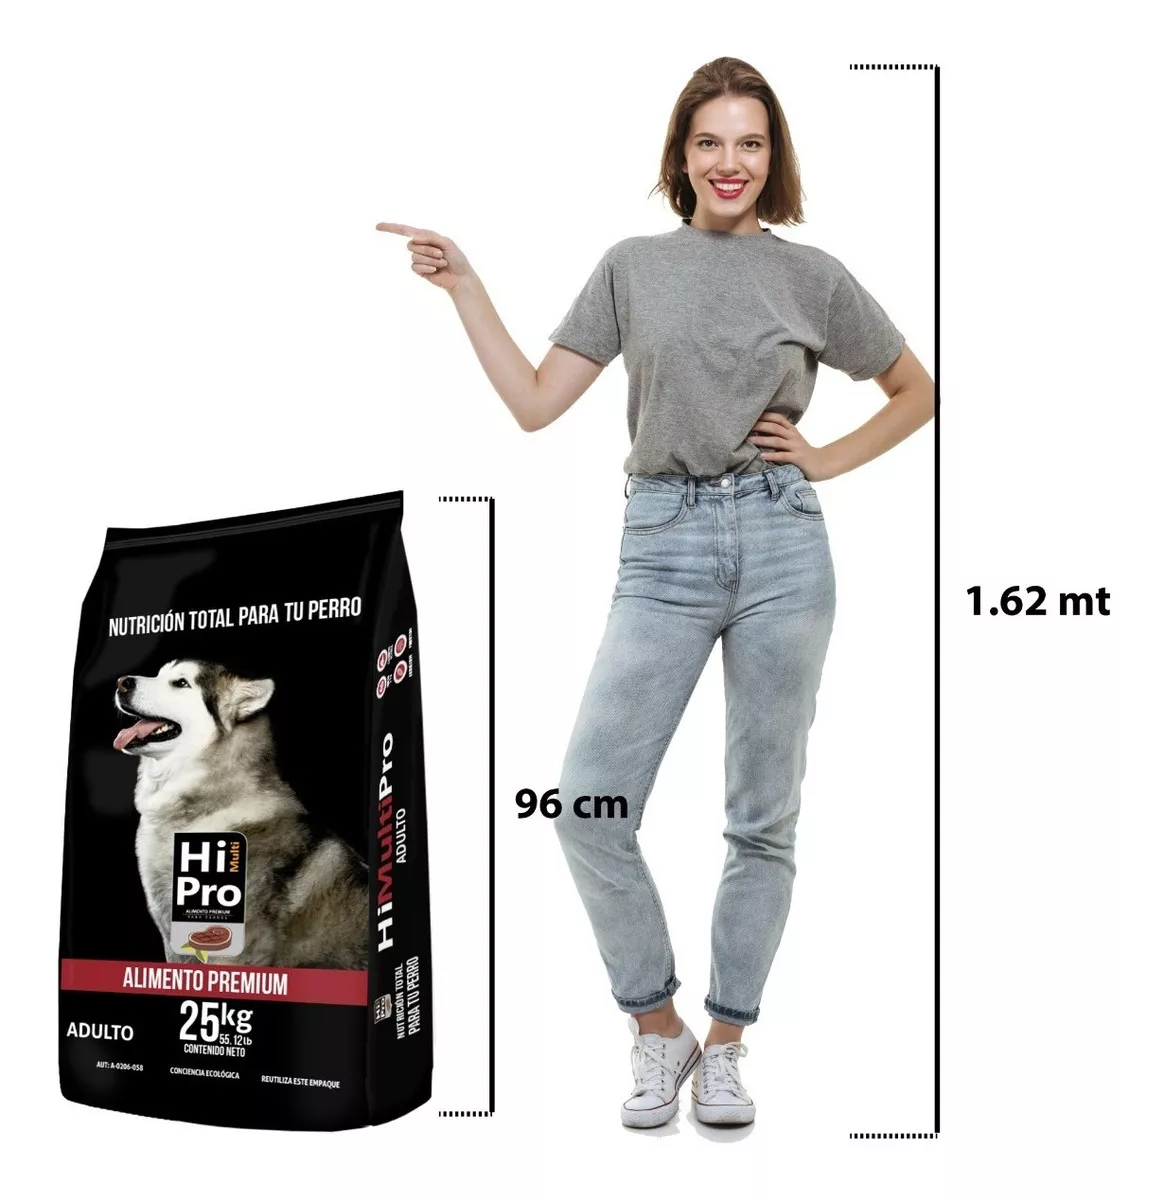 NUTRICIÓN TOTAL PARA TU PERRO
Hi Multi
Pro
ALIMENTO PREMIUM
PARA PERROS
ALIMENTO PREMIUM
ADULTO
25kg
55.12lb
CONTENIDO NETO
AUT: A-0206-058
CONCIENCIA ECOLÓGICA
REUTILIZA ESTE EMPAQUE
HiMultiPro
ADULTO
NUTRICIÓN TOTAL
PARA TU PERRO
96 cm
1.62 mt